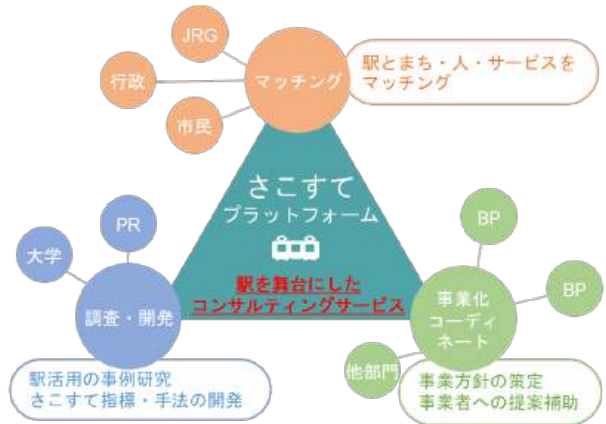 JRG
行政
市民
マッチング
駅とまち・人・サービスを
マッチング
さこすて
プラットフォーム
駅を舞台にした
コンサルティングサービス
PR
大学
調査・開発
駅活用の事例研究
さこすて指標・手法の開発
BP
BP
事業化
コーディ
ネート
他部門
事業方針の策定
事業者への提案補助